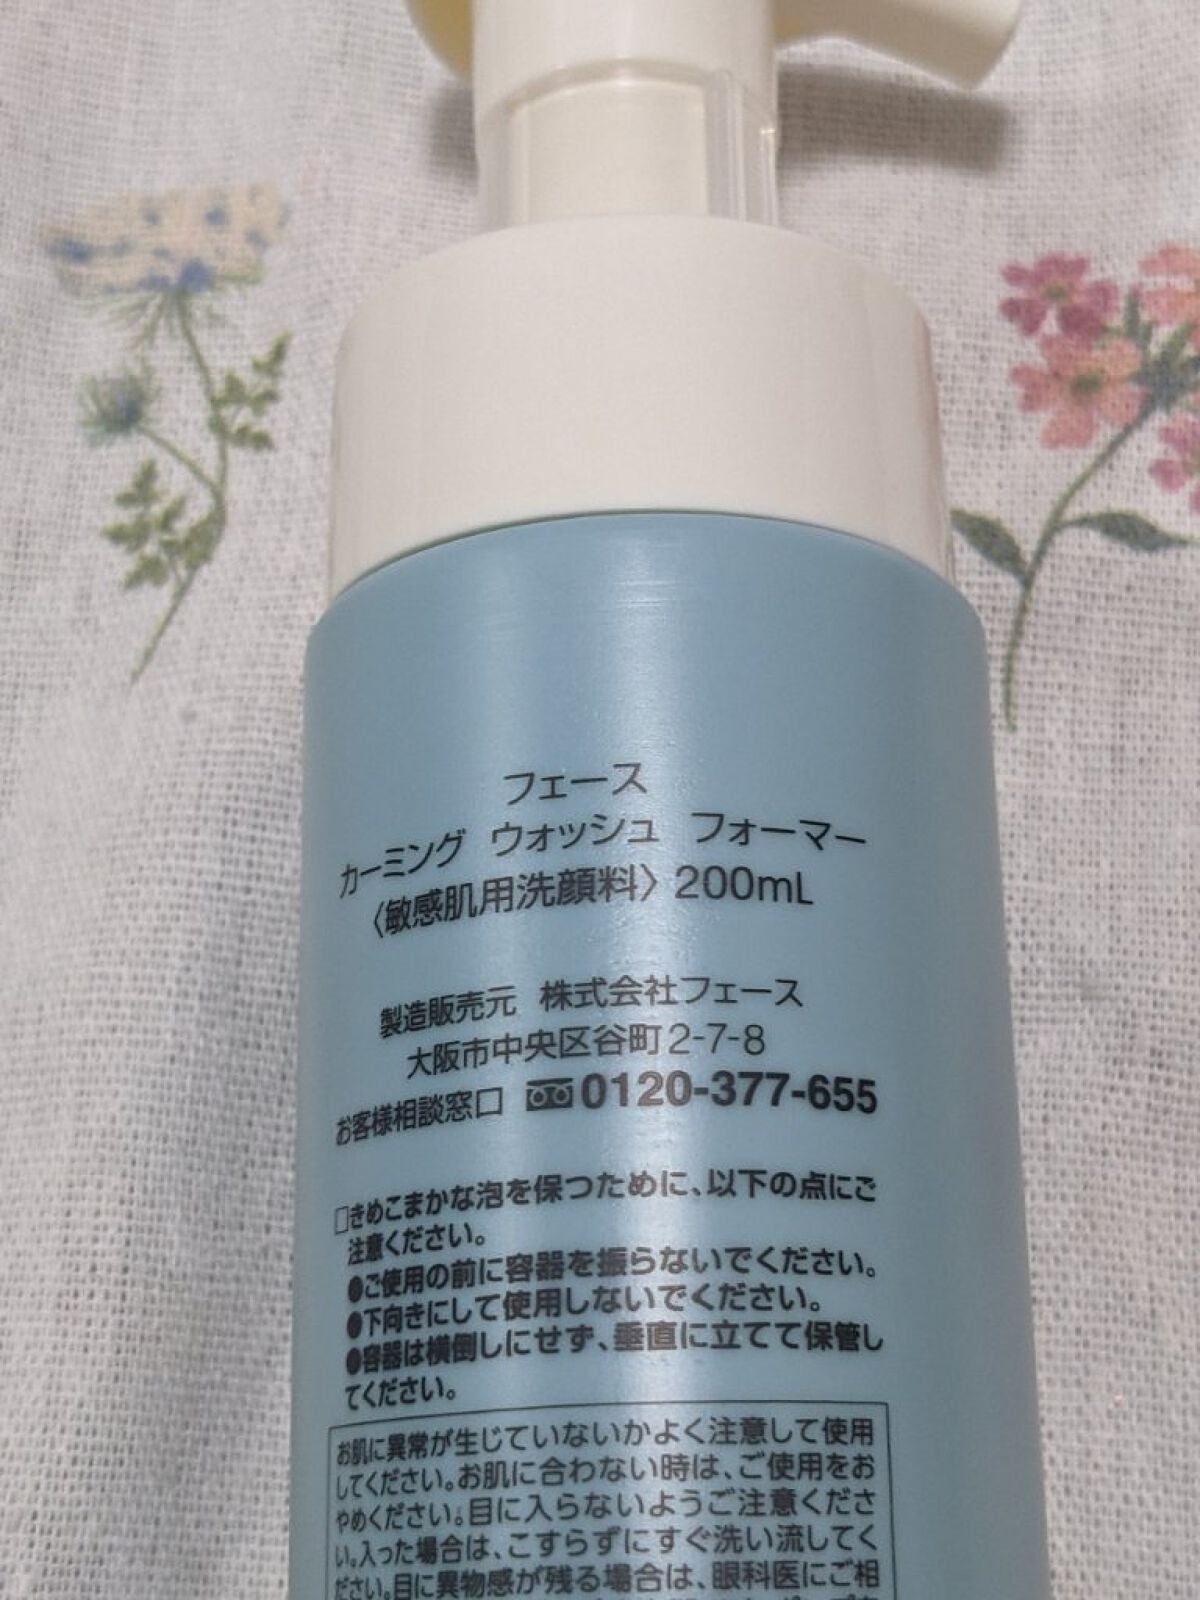 フェース
カーミング ウォッシュ フォーマー
〈敏感肌用洗顔料〉 200mL
製造販売元 株式会社フェース
大阪市中央区谷町2-7-8
お客様相談窓口 0120-377-655
□きめこまかな泡を保つために、以下の点にご
注意ください。
●ご使用の前に容器を振らないでください。
●下向きにして使用しないでください。
●容器は横倒しにせず、垂直に立てて保管し
てください。
お肌に異常が生じていないかよく注意して使用
してください。お肌に合わない時は、ご使用をお
やめください。目に入らないようご注意くださ
い。入った場合は、こすらずにすぐ洗い流してく
ださい。目に異物感が残る場合は、眼科医にご相